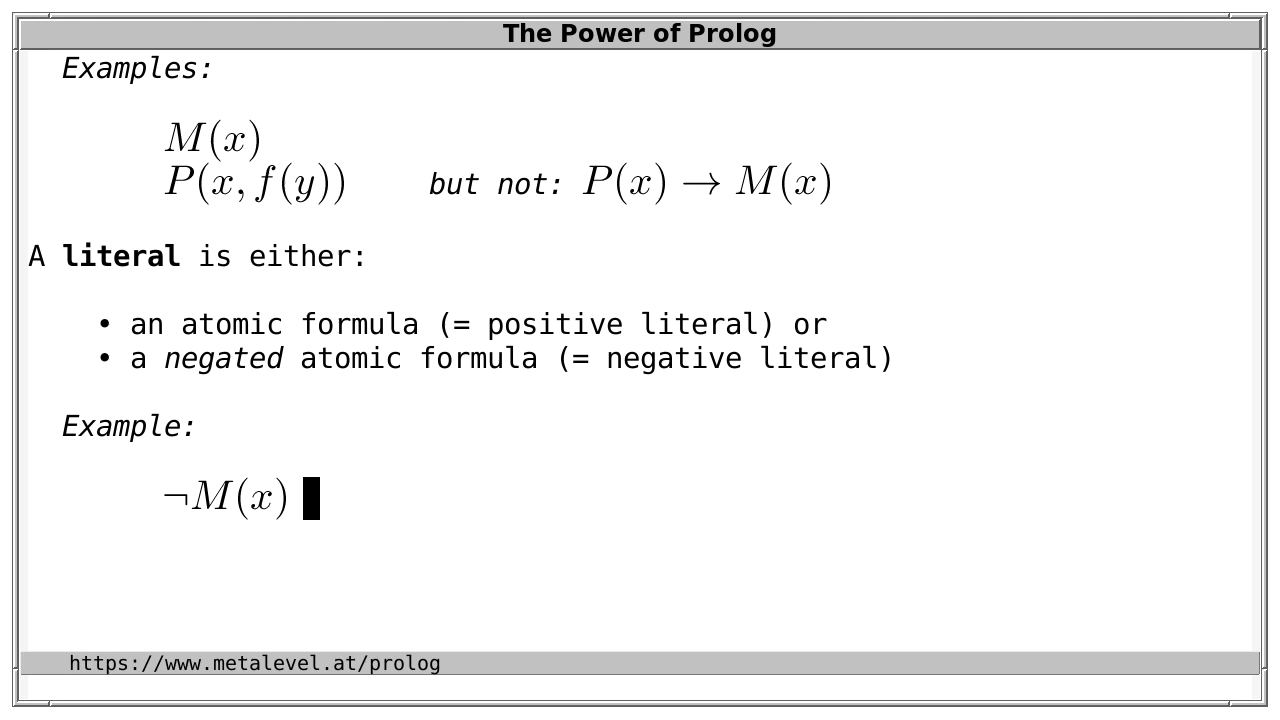 The Power of Prolog
Examples:
M(x)
P(x, f(y)) but not: P(x) → M(x)
A literal is either:
• an atomic formula (= positive literal) or
• a negated atomic formula (= negative literal)
Example:
¬M(x)
https://www.metalevel.at/prolog